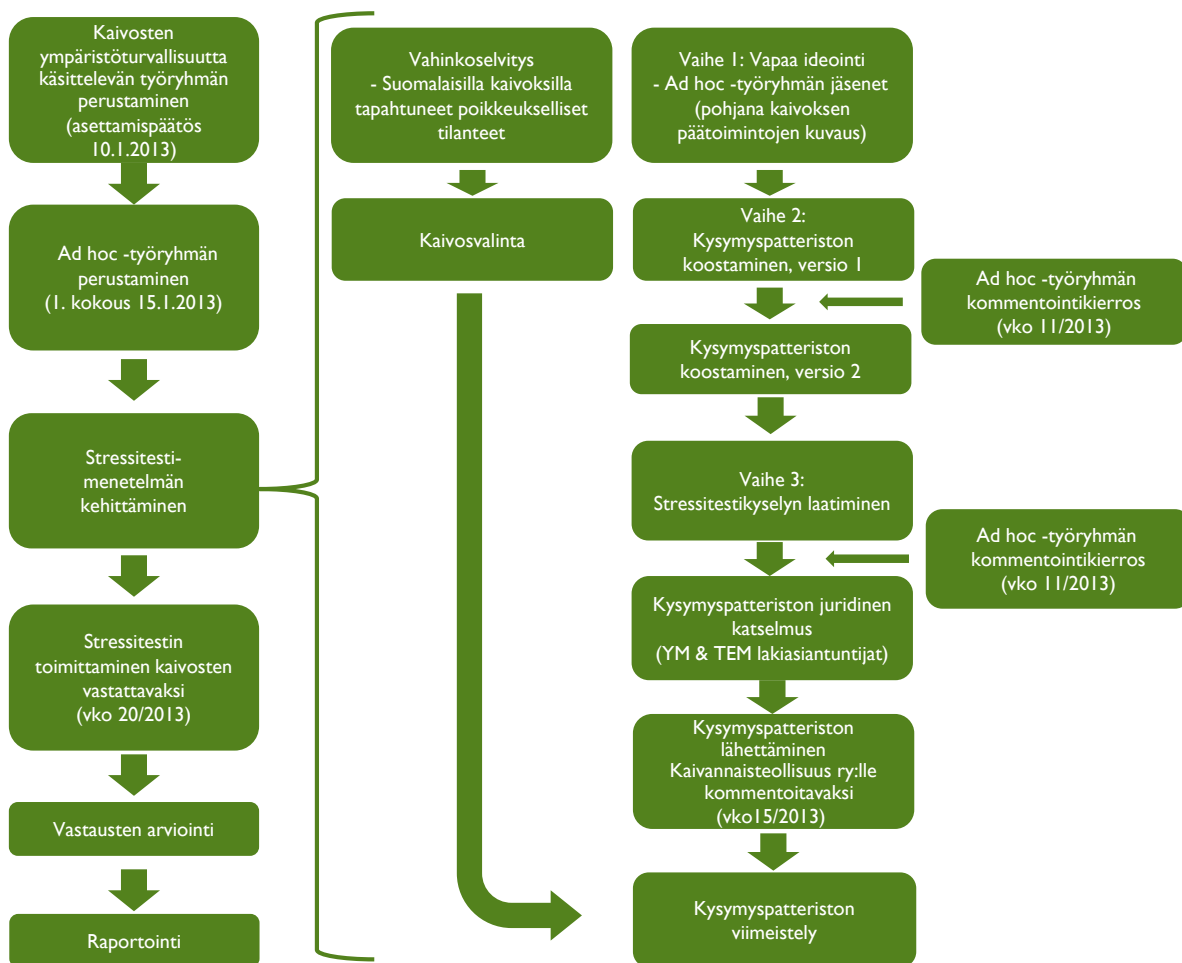 Kaivosten
ympäristöturvallisuutta
käsittelevän työryhmän
perustaminen
(asettamispäätös
10.1.2013)
Ad hoc -työryhmän
perustaminen
(1. kokous 15.1.2013)
Stressitesti-
menetelmän
kehittäminen
Stressitestin
toimittaminen kaivosten
vastattavaksi
(vko 20/2013)
Vastausten arviointi
Raportointi
Vahinkoselvitys
- Suomalaisilla kaivoksilla
tapahtuneet poikkeukselliset
tilanteet
Kaivosvalinta
Vaihe 1: Vapaa ideointi
- Ad hoc -työryhmän jäsenet
(pohjana kaivoksen
päätoimintojen kuvaus)
Vaihe 2:
Kysymyspatteriston
koostaminen, versio 1
Ad hoc -työryhmän
kommentointikierros
(vko 11/2013)
Kysymyspatteriston
koostaminen, versio 2
Vaihe 3:
Stressitestikyselyn laatiminen
Ad hoc -työryhmän
kommentointikierros
(vko 11/2013)
Kysymyspatteriston juridinen
katselmus
(YM & TEM lakiasiantuntijat)
Kysymyspatteriston
lähettäminen
Kaivannaisteollisuus ry:lle
kommentoitavaksi
(vko15/2013)
Kysymyspatteriston
viimeistely